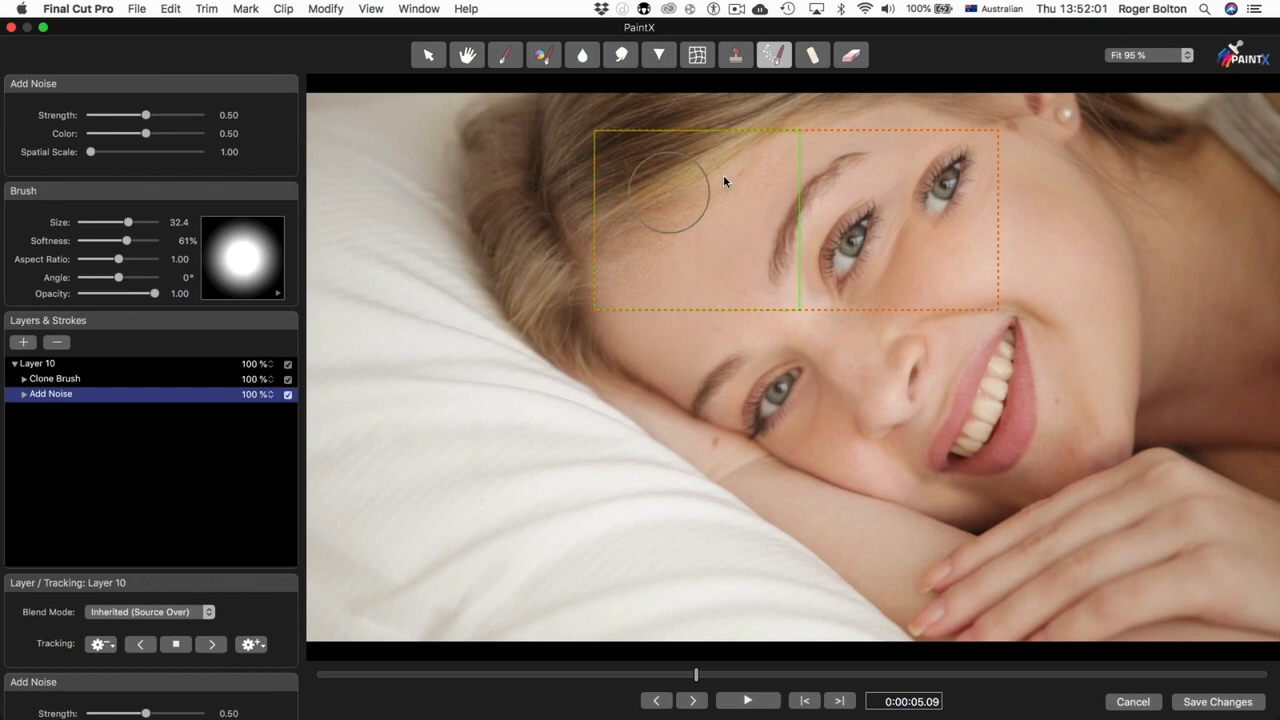 Final Cut Pro File Edit Trim Mark Clip Modify View Window Help 100% Australian Thu 13:52:01 Roger Bolton
PaintX
Fit 95 %
PAINTX
Add Noise
Strength: 0.50
Color: 0.50
Spatial Scale: 1.00
Brush
Size: 32.4
Softness: 61%
Aspect Ratio: 1.00
Angle: 0°
Opacity: 1.00
Layers & Strokes
Layer 10 100 %
Clone Brush 100 %
Add Noise 100 %
Layer / Tracking: Layer 10
Blend Mode: Inherited (Source Over)
Tracking:
Add Noise
Strength: 0.50
0:00:05.09
Cancel
Save Changes